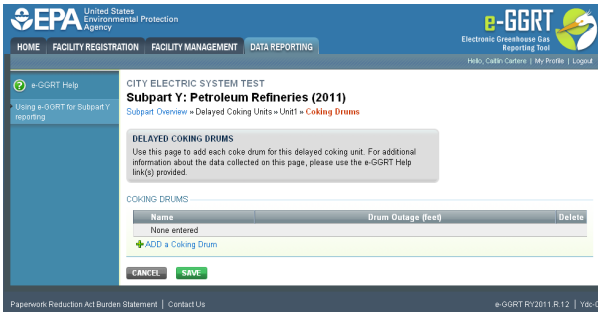 EPA United States
Environmental Protection
Agency
e-GGRT
Electronic Greenhouse Gas
Reporting Tool
HOME FACILITY REGISTRATION FACILITY MANAGEMENT DATA REPORTING
Hello, Caitlin Cartere | My Profile | Logout
? e-GGRT Help
Using e-GGRT for Subpart Y
reporting
CITY ELECTRIC SYSTEM TEST
Subpart Y: Petroleum Refineries (2011)
Subpart Overview » Delayed Coking Units » Unit1 » Coking Drums
DELAYED COKING DRUMS
Use this page to add each coke drum for this delayed coking unit. For additional
information about the data collected on this page, please use the e-GGRT Help
link(s) provided.
COKING DRUMS
Name Drum Outage (feet) Delete
None entered
ADD a Coking Drum
CANCEL SAVE
Paperwork Reduction Act Burden Statement | Contact Us
e-GGRT RY2011.R.12 |